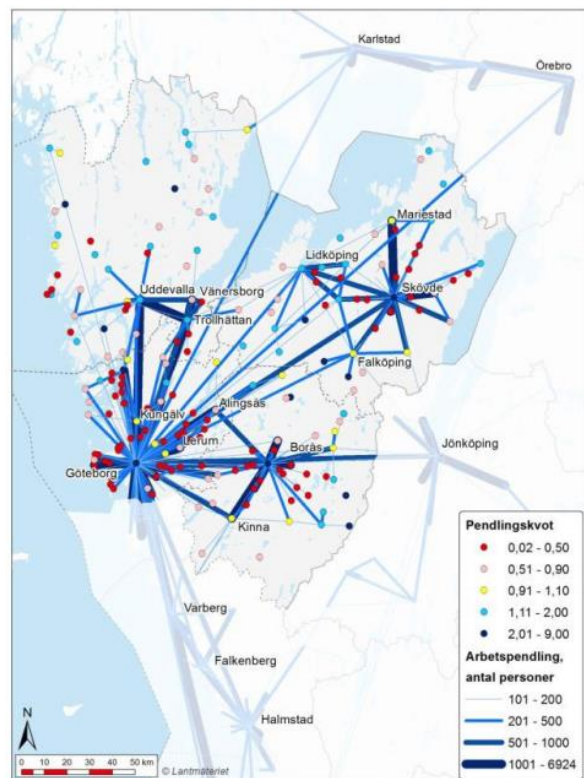 Karlstad
Örebro
Mariestad
Lidköping
Skövde
Uddevalla
Vänersborg
Trollhättan
Falköping
Alingsås
Kungälv
Lerum
Göteborg
Borås
Jönköping
Kinna
Varberg
Falkenberg
Halmstad
Pendlingskvot
0,02 - 0,50
0,51 - 0,90
0,91 - 1,10
1,11 - 2,00
2,01 - 9,00
Arbetspendling,
antal personer
101 - 200
201 - 500
501 - 1000
1001 - 6924
N
0 10 20 30 40 50 km
© Lantmäteriet